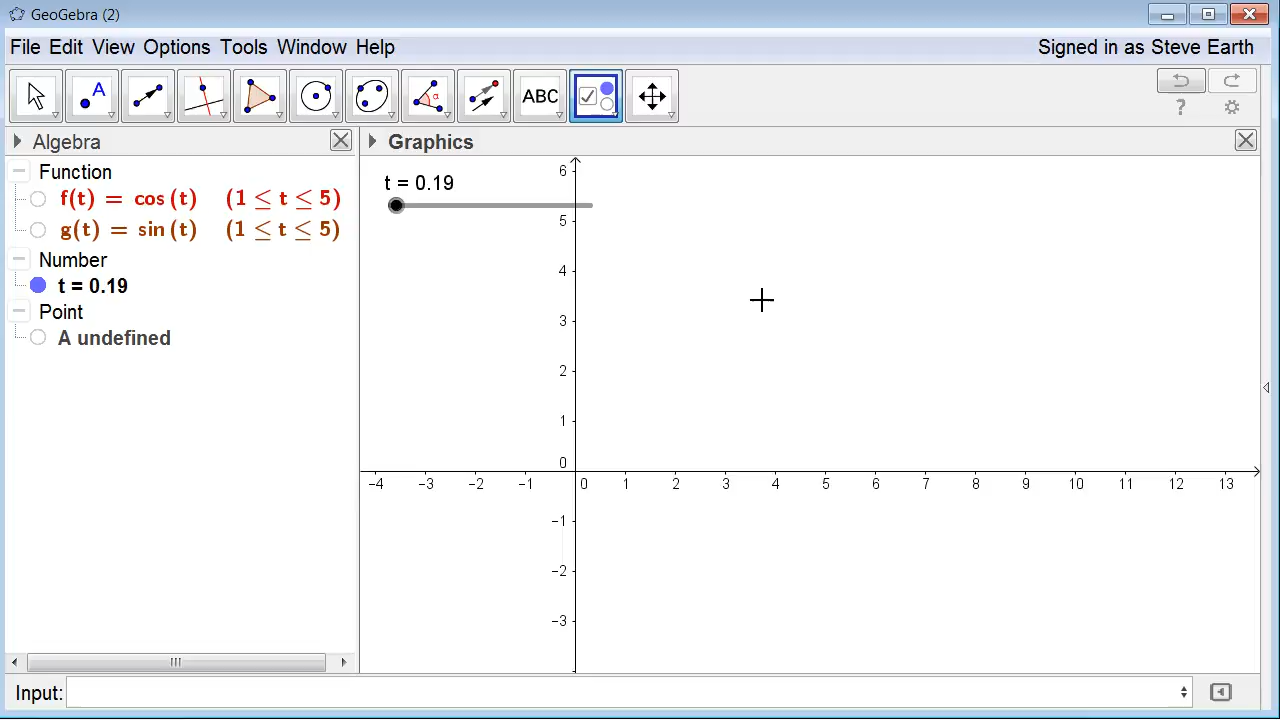 GeoGebra (2)
File Edit View Options Tools Window Help
Signed in as Steve Earth
A
α
ABC
?
Algebra
Graphics
Function
f(t) = cos (t) (1 ≤ t ≤ 5)
g(t) = sin (t) (1 ≤ t ≤ 5)
Number
t = 0.19
Point
A undefined
t = 0.19
6
5
4
3
2
1
0
−4 −3 −2 −1 0 1 2 3 4 5 6 7 8 9 10 11 12 13
−1
−2
−3
Input: